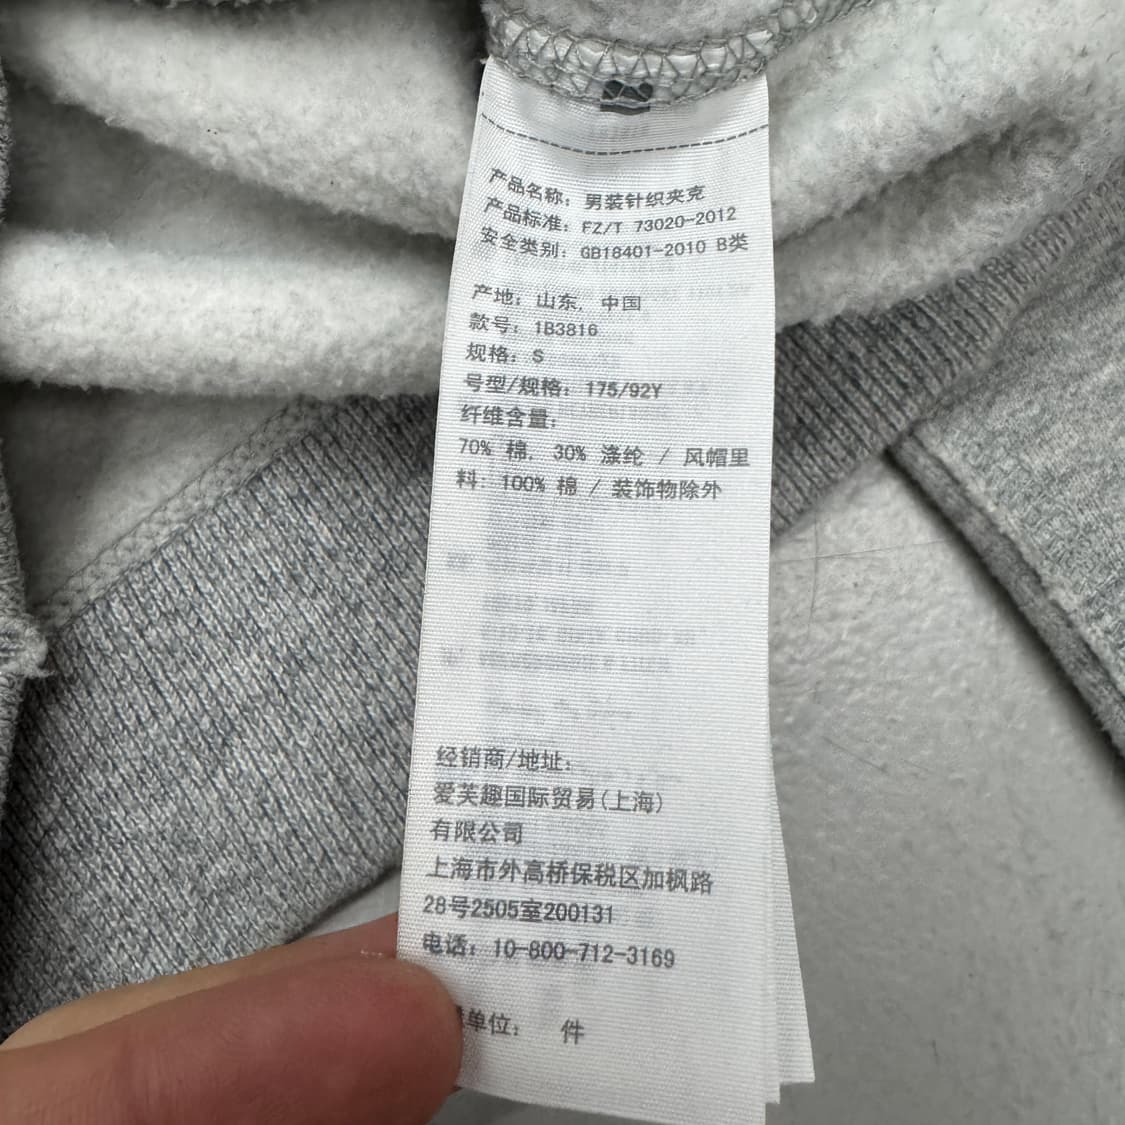 产品名称：男装针织夹克
产品标准：FZ/T 73020-2012
安全类别：GB18401-2010 B类
产地：山东，中国
款号：1B3816
规格：S
号型/规格：175/92Y
纤维含量：
70% 棉，30% 涤纶 / 风帽里
料：100% 棉 / 装饰物除外
经销商/地址：
爱芙趣国际贸易(上海)
有限公司
上海市外高桥保税区加枫路
28号2505室200131
电话：10-800-712-3169
单位： 件